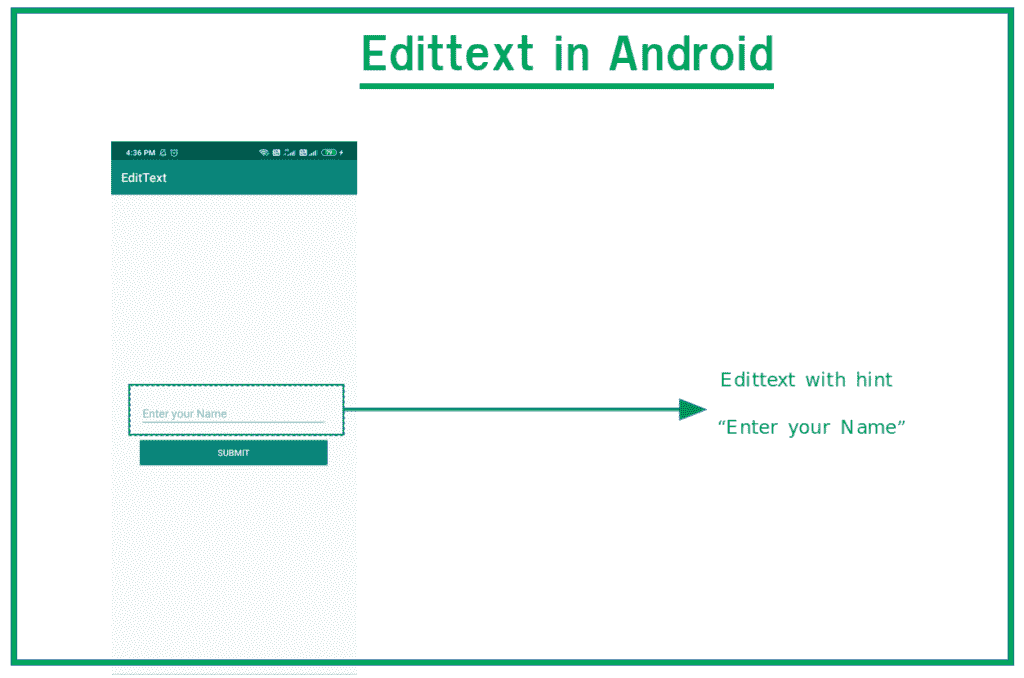 Edittext in Android
4:36 PM
EditText
Enter your Name
SUBMIT
Edittext with hint
“Enter your Name”